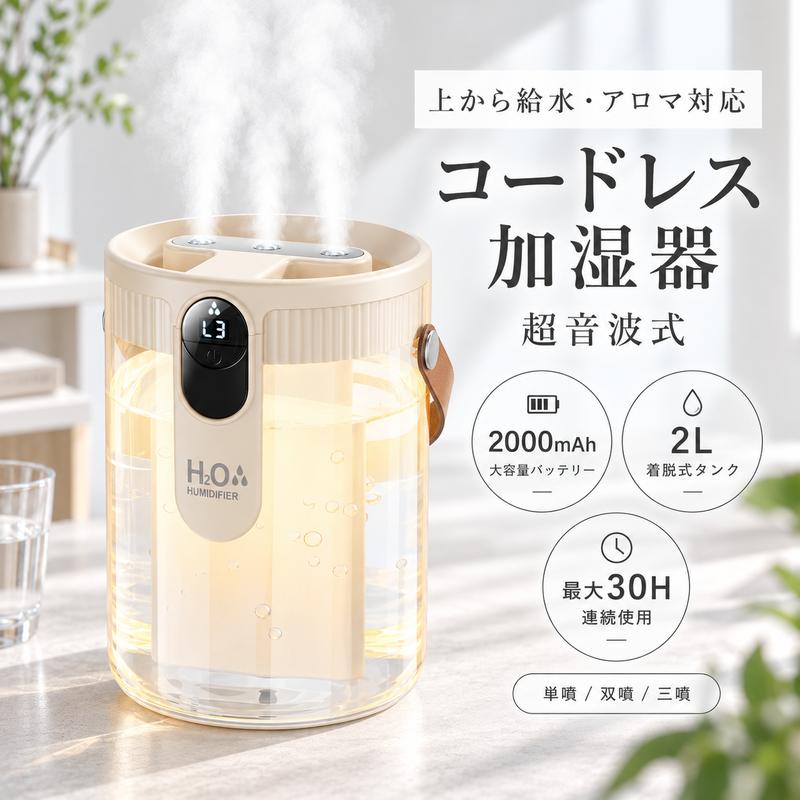 上から給水・アロマ対応
コードレス
加湿器
超音波式
2000mAh
大容量バッテリー
2L
着脱式タンク
最大30H
連続使用
単噴 / 双噴 / 三噴
L3
H₂O
HUMIDIFIER